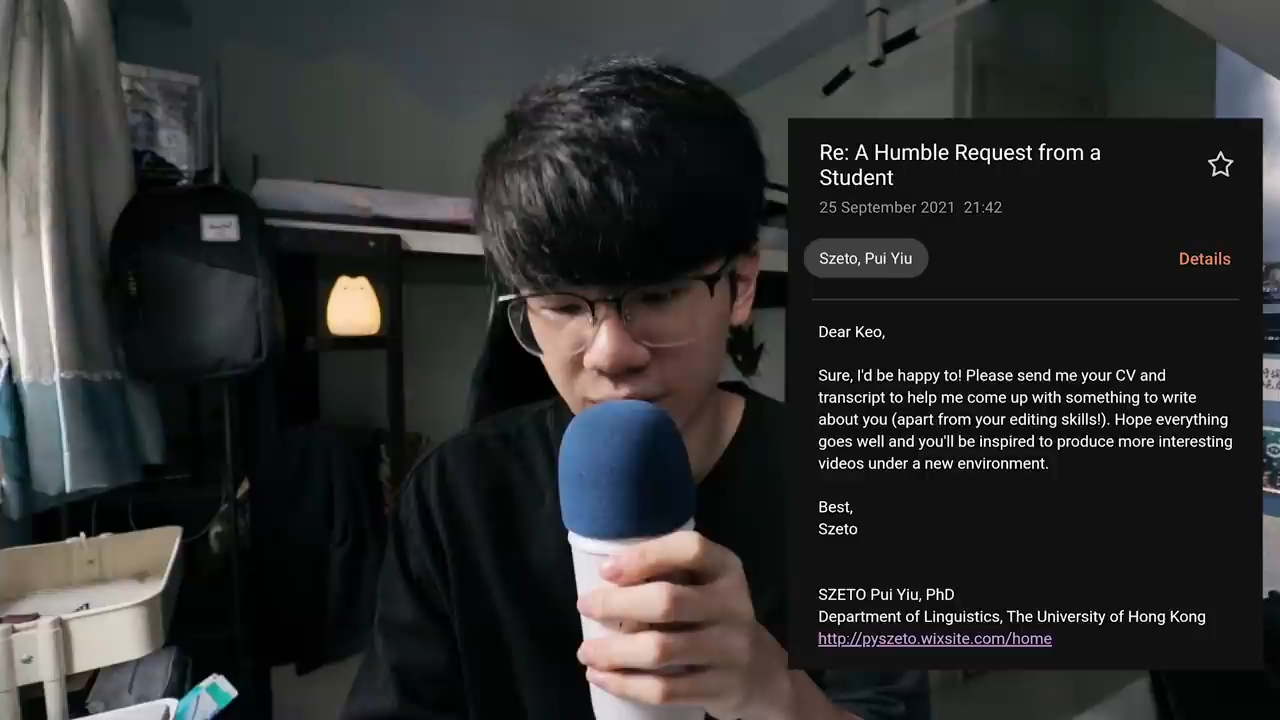 Re: A Humble Request from a
Student
25 September 2021 21:42
Szeto, Pui Yiu
Details
Dear Keo,
Sure, I'd be happy to! Please send me your CV and
transcript to help me come up with something to write
about you (apart from your editing skills!). Hope everything
goes well and you'll be inspired to produce more interesting
videos under a new environment.
Best,
Szeto
SZETO Pui Yiu, PhD
Department of Linguistics, The University of Hong Kong
http://pyszeto.wixsite.com/home